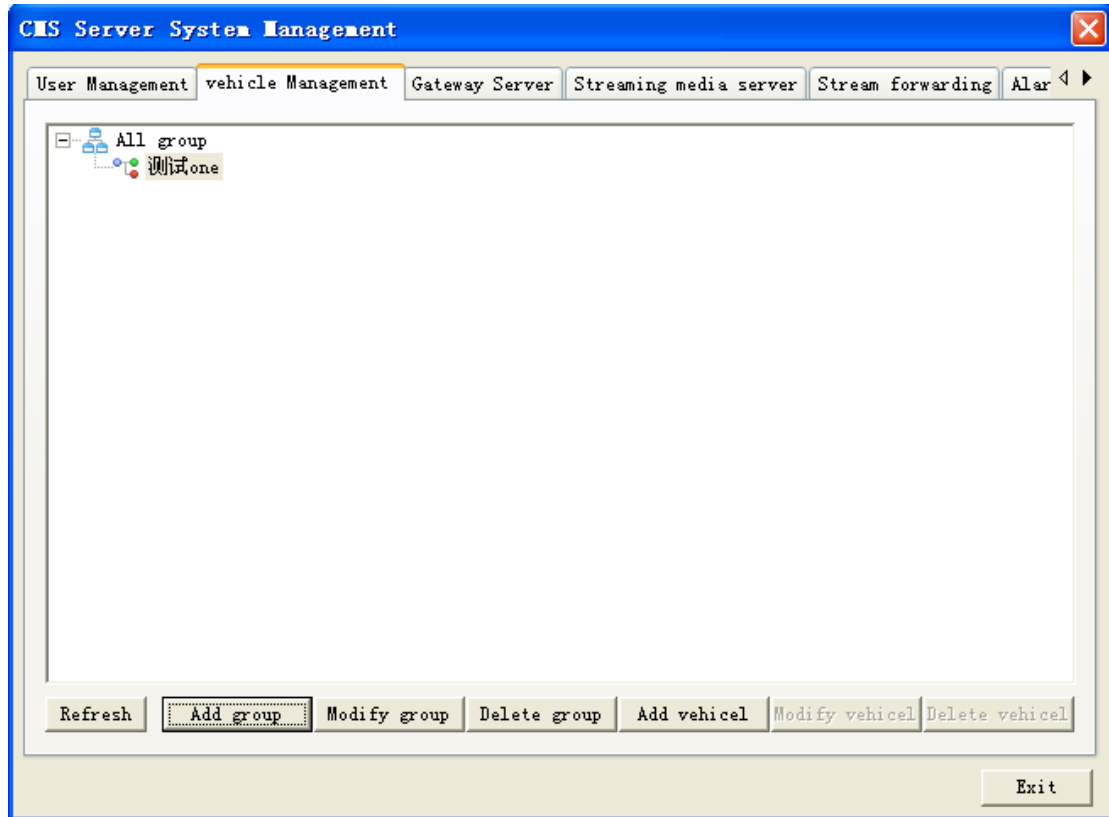 CMS Server System Management
User Management vehicle Management Gateway Server Streaming media server Stream forwarding Alar
All group
测试one
Refresh Add group Modify group Delete group Add vehicel Modify vehicel Delete vehicel
Exit